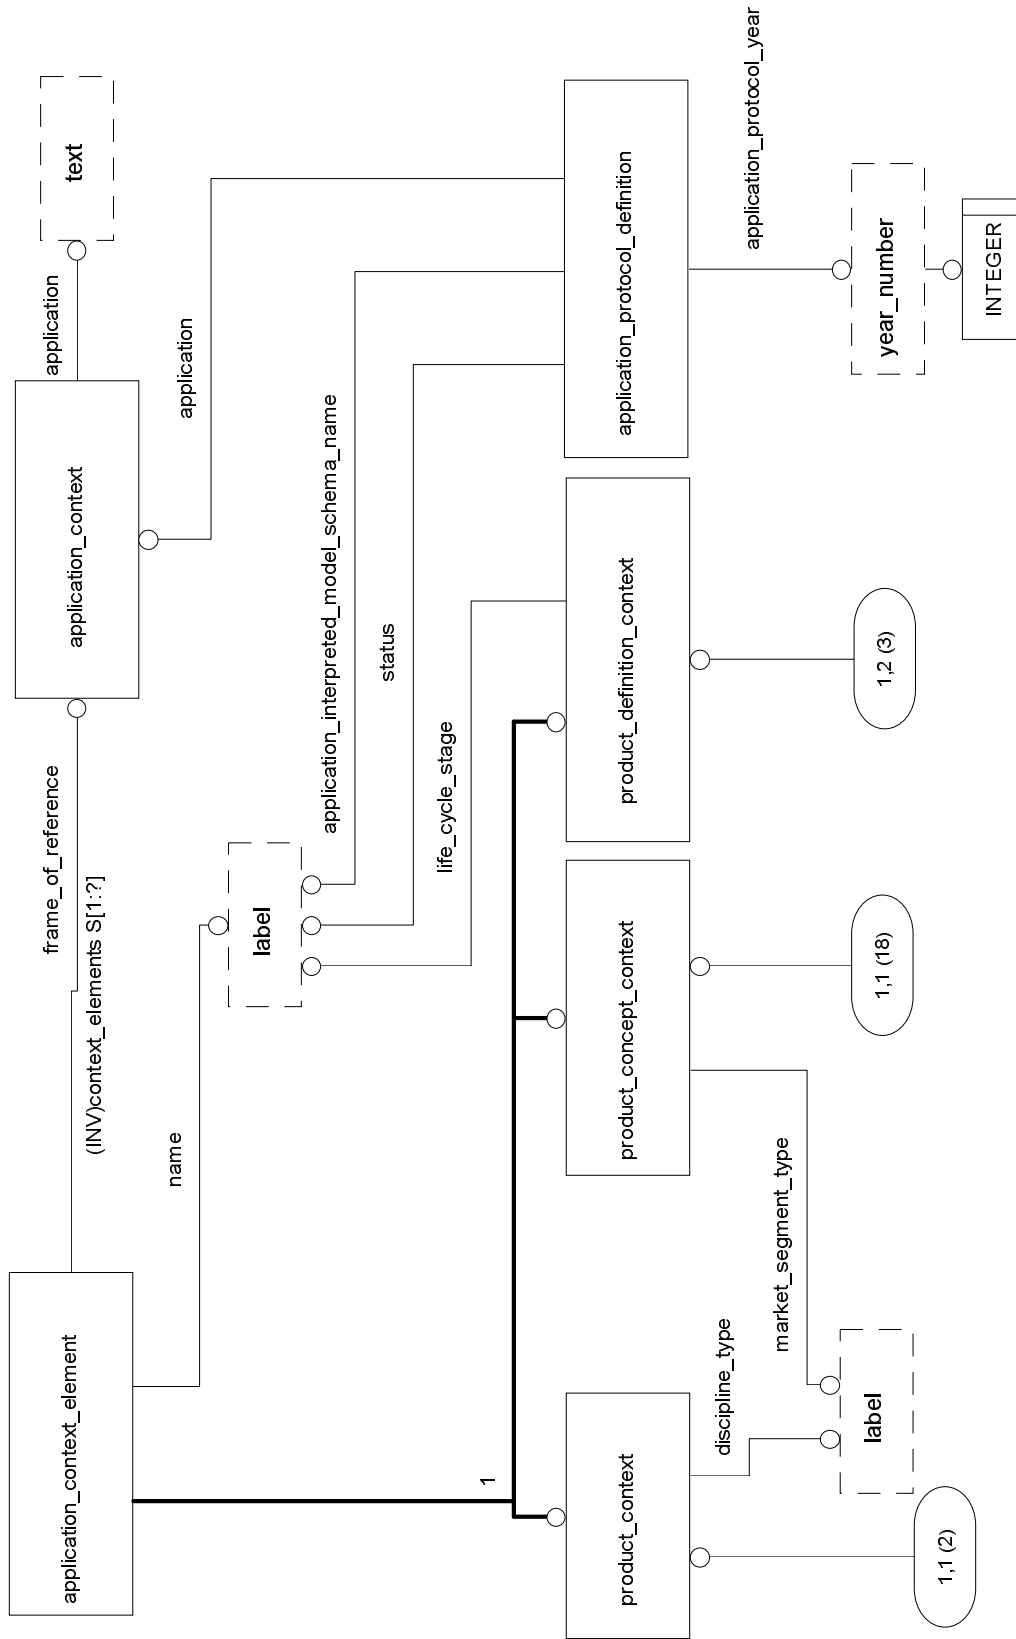 application_context_element
frame_of_reference
(INV)context_elements S[1:?]
application_context
application
text
name
label
application
application_interpreted_model_schema_name
status
life_cycle_stage
1
product_context
product_concept_context
product_definition_context
application_protocol_definition
discipline_type
market_segment_type
application_protocol_year
label
1,1 (18)
1,2 (3)
year_number
1,1 (2)
INTEGER